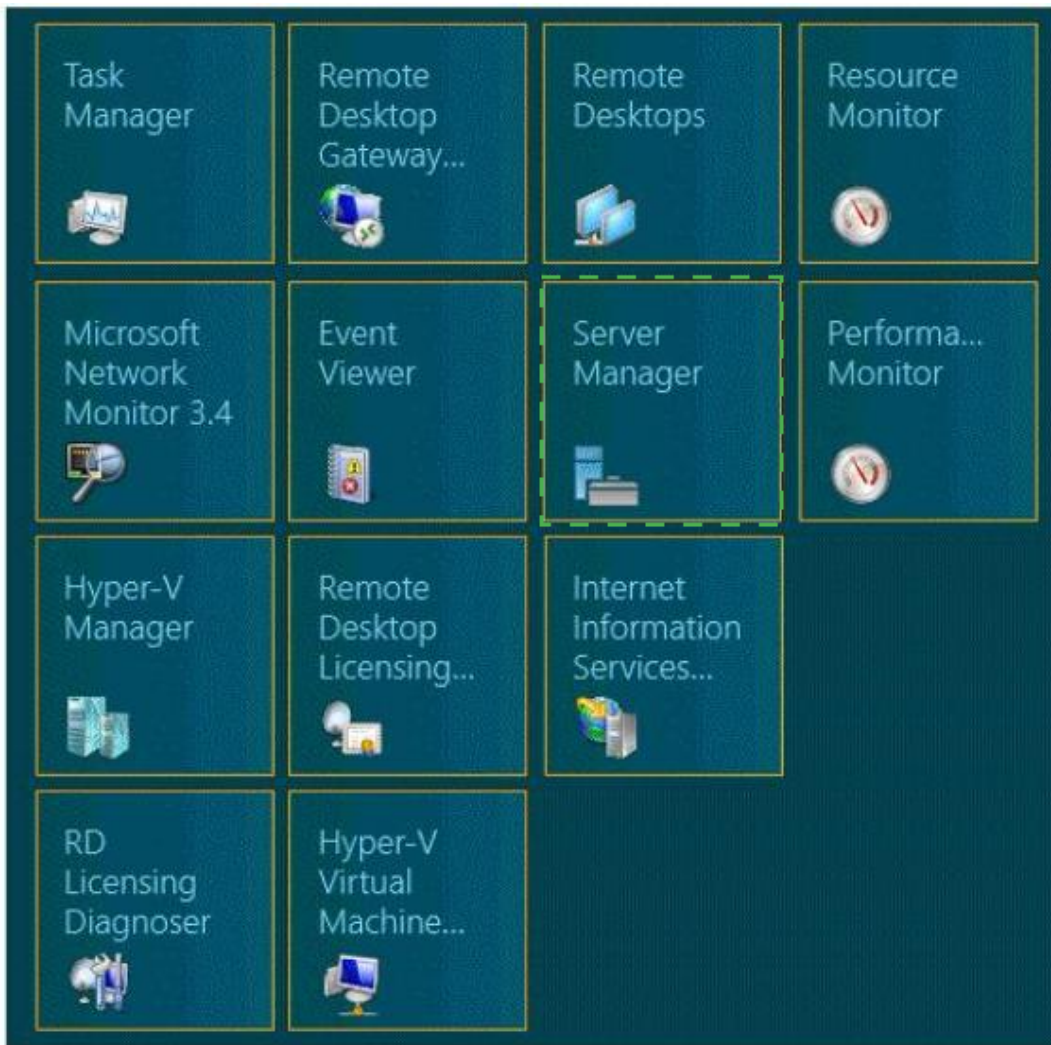 Task
Manager
Remote
Desktop
Gateway...
Remote
Desktops
Resource
Monitor
Microsoft
Network
Monitor 3.4
Event
Viewer
Server
Manager
Performa...
Monitor
Hyper-V
Manager
Remote
Desktop
Licensing...
Internet
Information
Services...
RD
Licensing
Diagnoser
Hyper-V
Virtual
Machine...